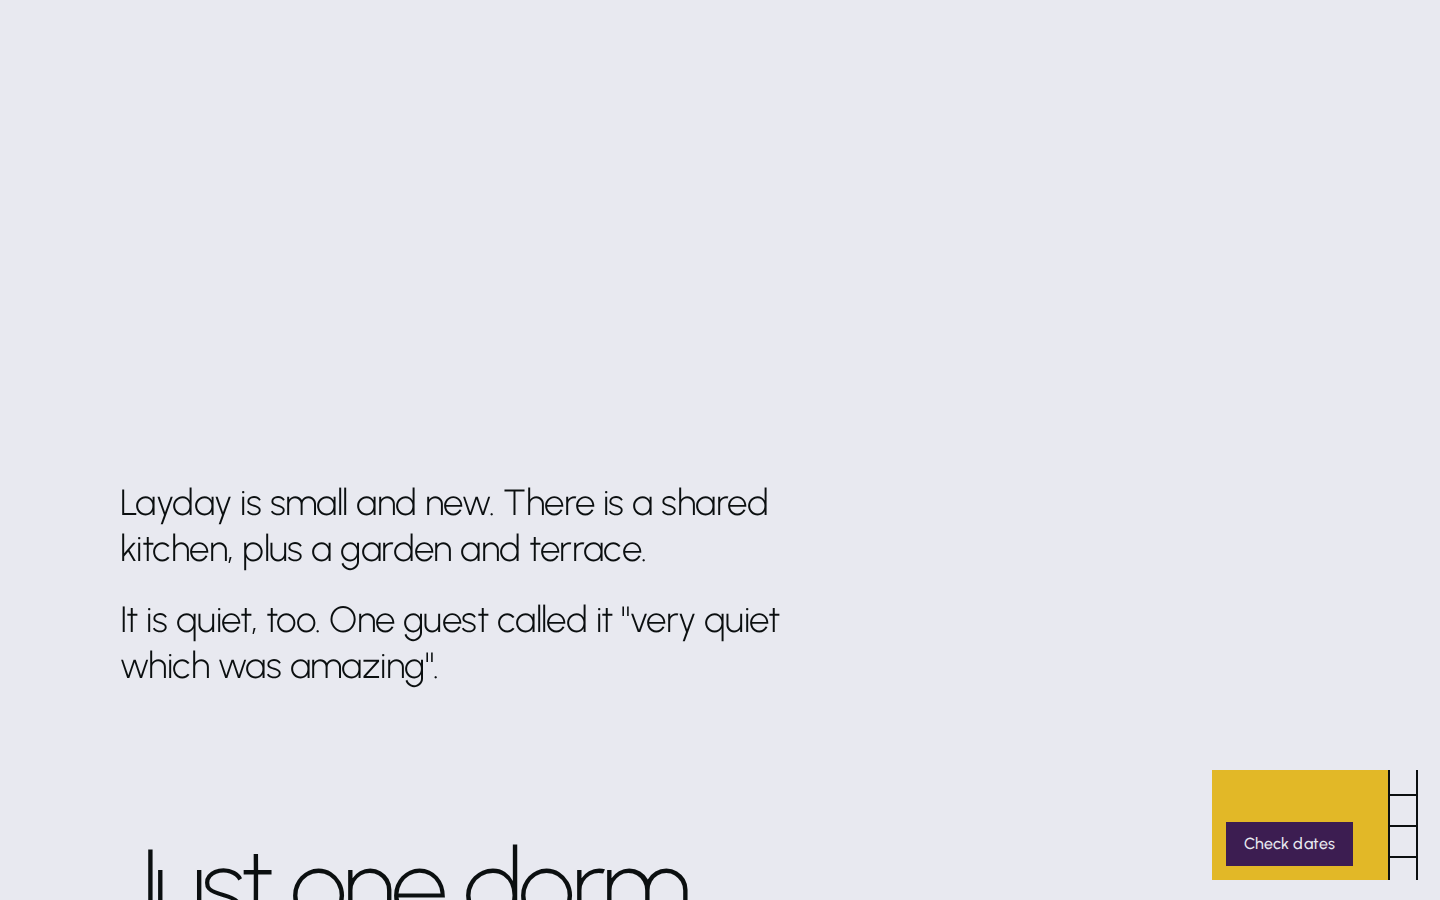 Layday is small and new. There is a shared
kitchen, plus a garden and terrace.
It is quiet, too. One guest called it "very quiet
which was amazing".
Check dates
Just one dorm